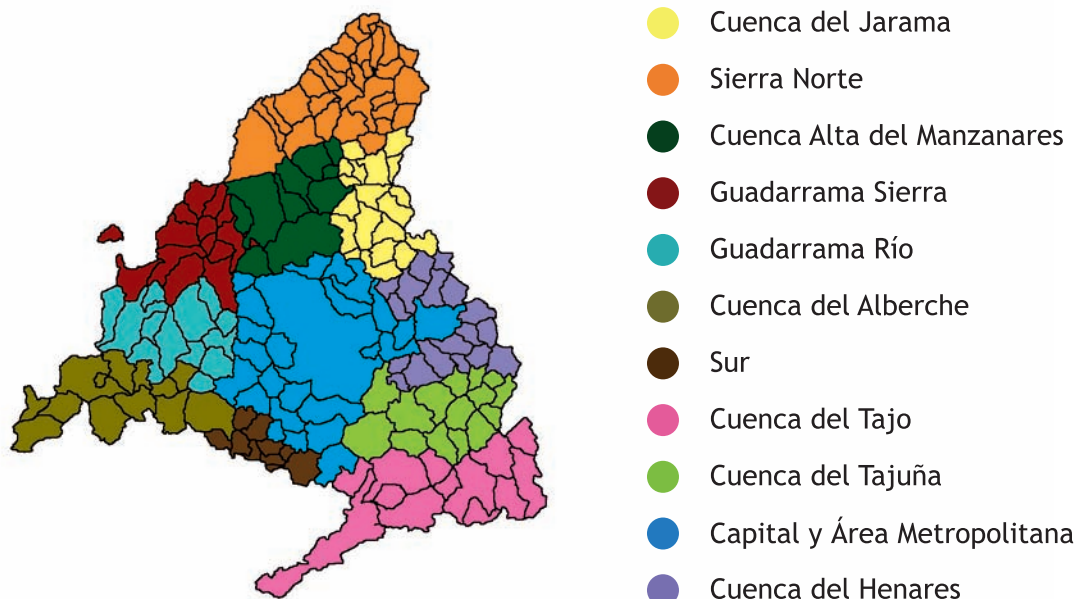 Cuenca del Jarama
Sierra Norte
Cuenca Alta del Manzanares
Guadarrama Sierra
Guadarrama Río
Cuenca del Alberche
Sur
Cuenca del Tajo
Cuenca del Tajuña
Capital y Área Metropolitana
Cuenca del Henares